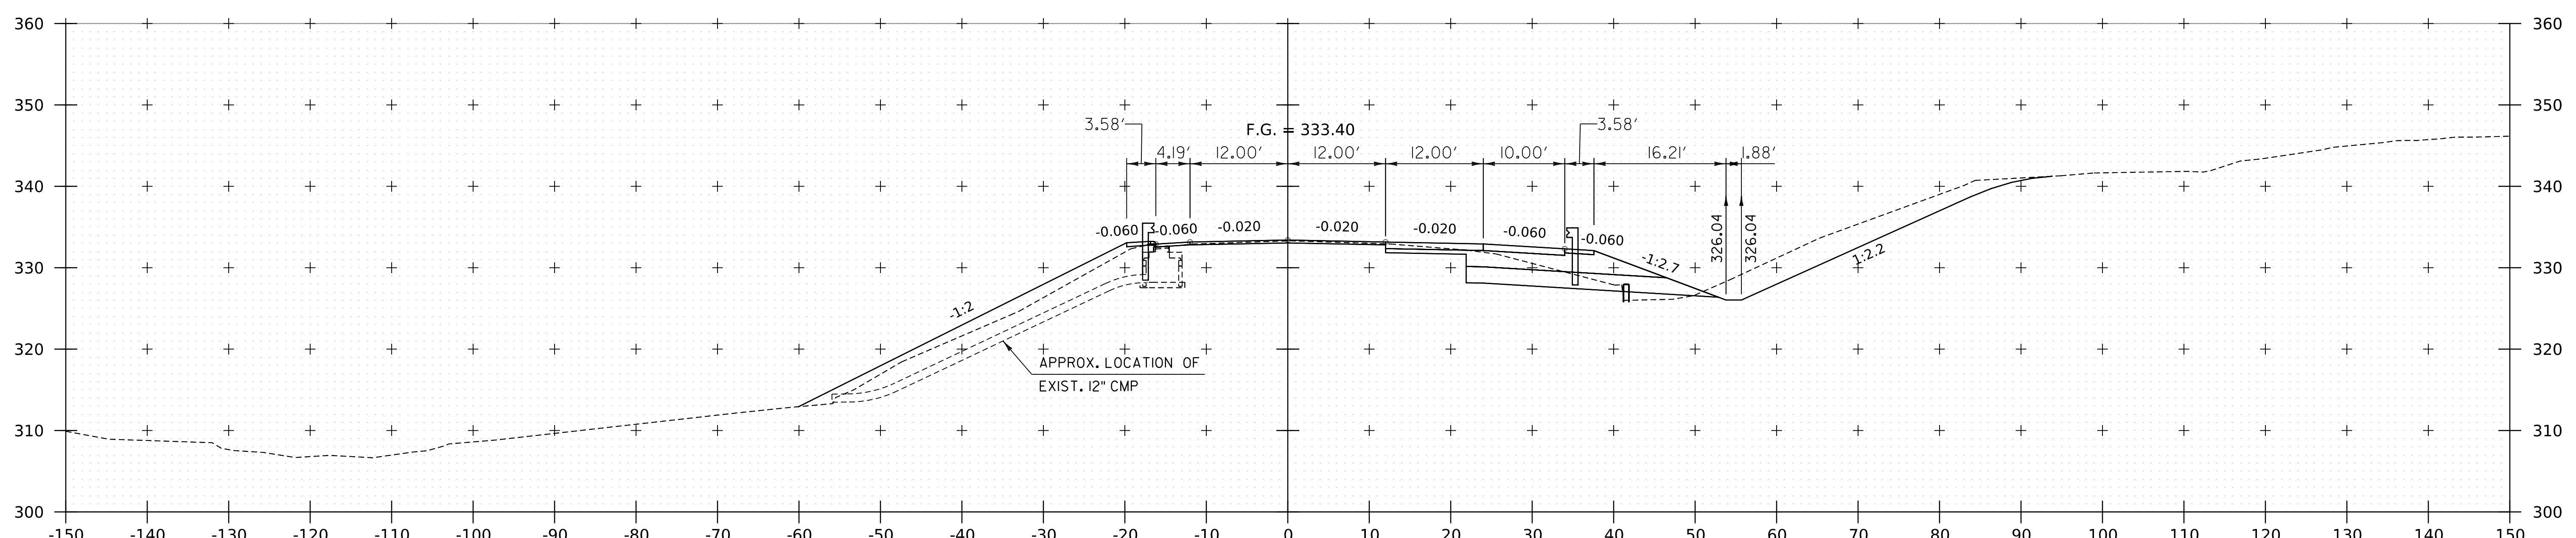 360 360
350 350
3.58' F.G. = 333.40 3.58'
4.19' 12.00' 12.00' 12.00' 10.00' 16.21' 1.88'
340 340
-0.060 -0.060 -0.020 -0.020 -0.020 -0.060 -0.060 326.04 326.04
330 -1:2.7 1:2.2 330
-1:2
320 320
APPROX. LOCATION OF
EXIST. 12" CMP
310 310
300 300
-150 -140 -130 -120 -110 -100 -90 -80 -70 -60 -50 -40 -30 -20 -10 0 10 20 30 40 50 60 70 80 90 100 110 120 130 140 150